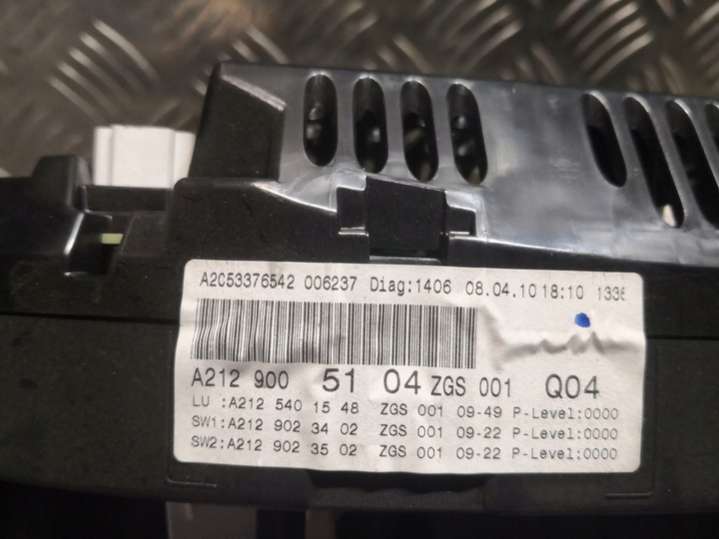 A2C53376542 006237 Diag:1406 08.04.10 18:10 1336
A212 900 51 04 ZGS 001 Q04
LU :A212 540 15 48 ZGS 001 09-49 P-Level:0000
SW1:A212 902 34 02 ZGS 001 09-22 P-Level:0000
SW2:A212 902 35 02 ZGS 001 09-22 P-Level:0000